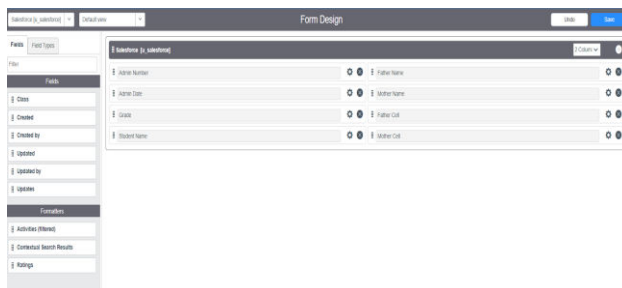 Salesforce [u_salesforce] Default view Form Design Undo Save
Fields Field Types
Filter
Fields
Class
Created
Created by
Updated
Updated by
Updates
Formatters
Activities (filtered)
Contextual Search Results
Ratings
Salesforce [u_salesforce] 2 Column
Admin Number Father Name
Admin Date Mother Name
Grade Father Cell
Student Name Mother Cell